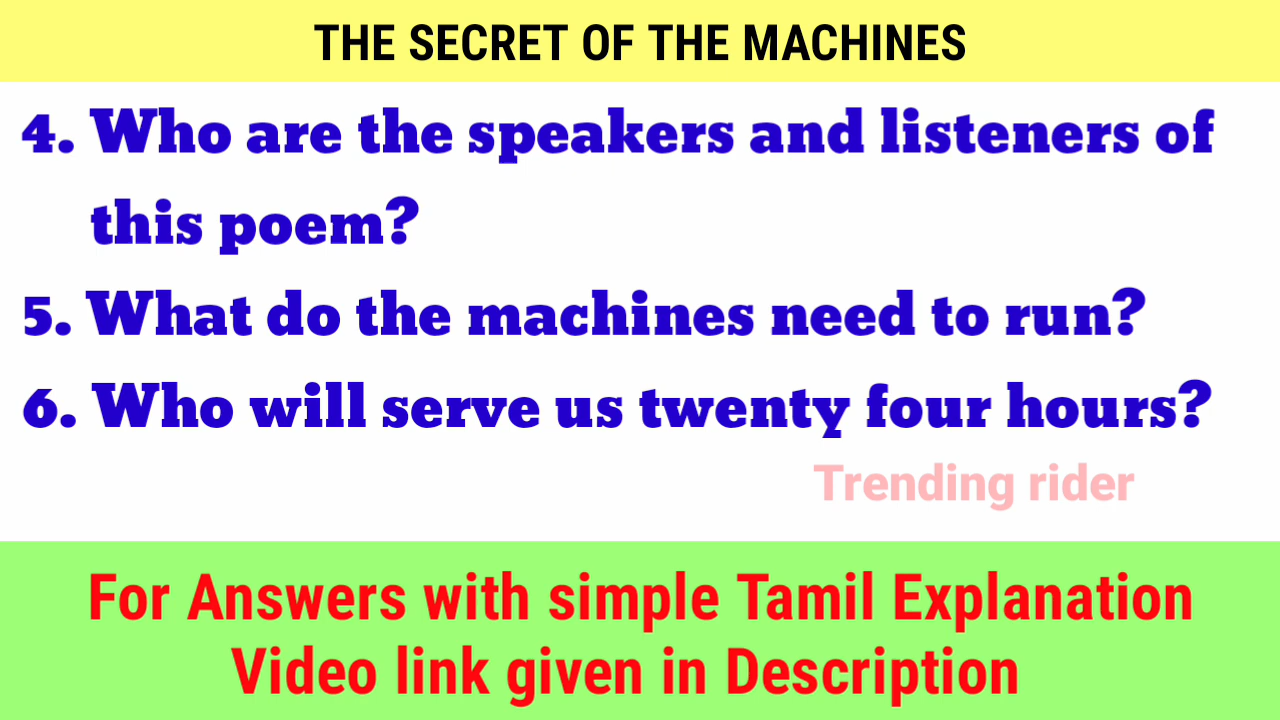 THE SECRET OF THE MACHINES
4. Who are the speakers and listeners of
this poem?
5. What do the machines need to run?
6. Who will serve us twenty four hours?
Trending rider
For Answers with simple Tamil Explanation
Video link given in Description